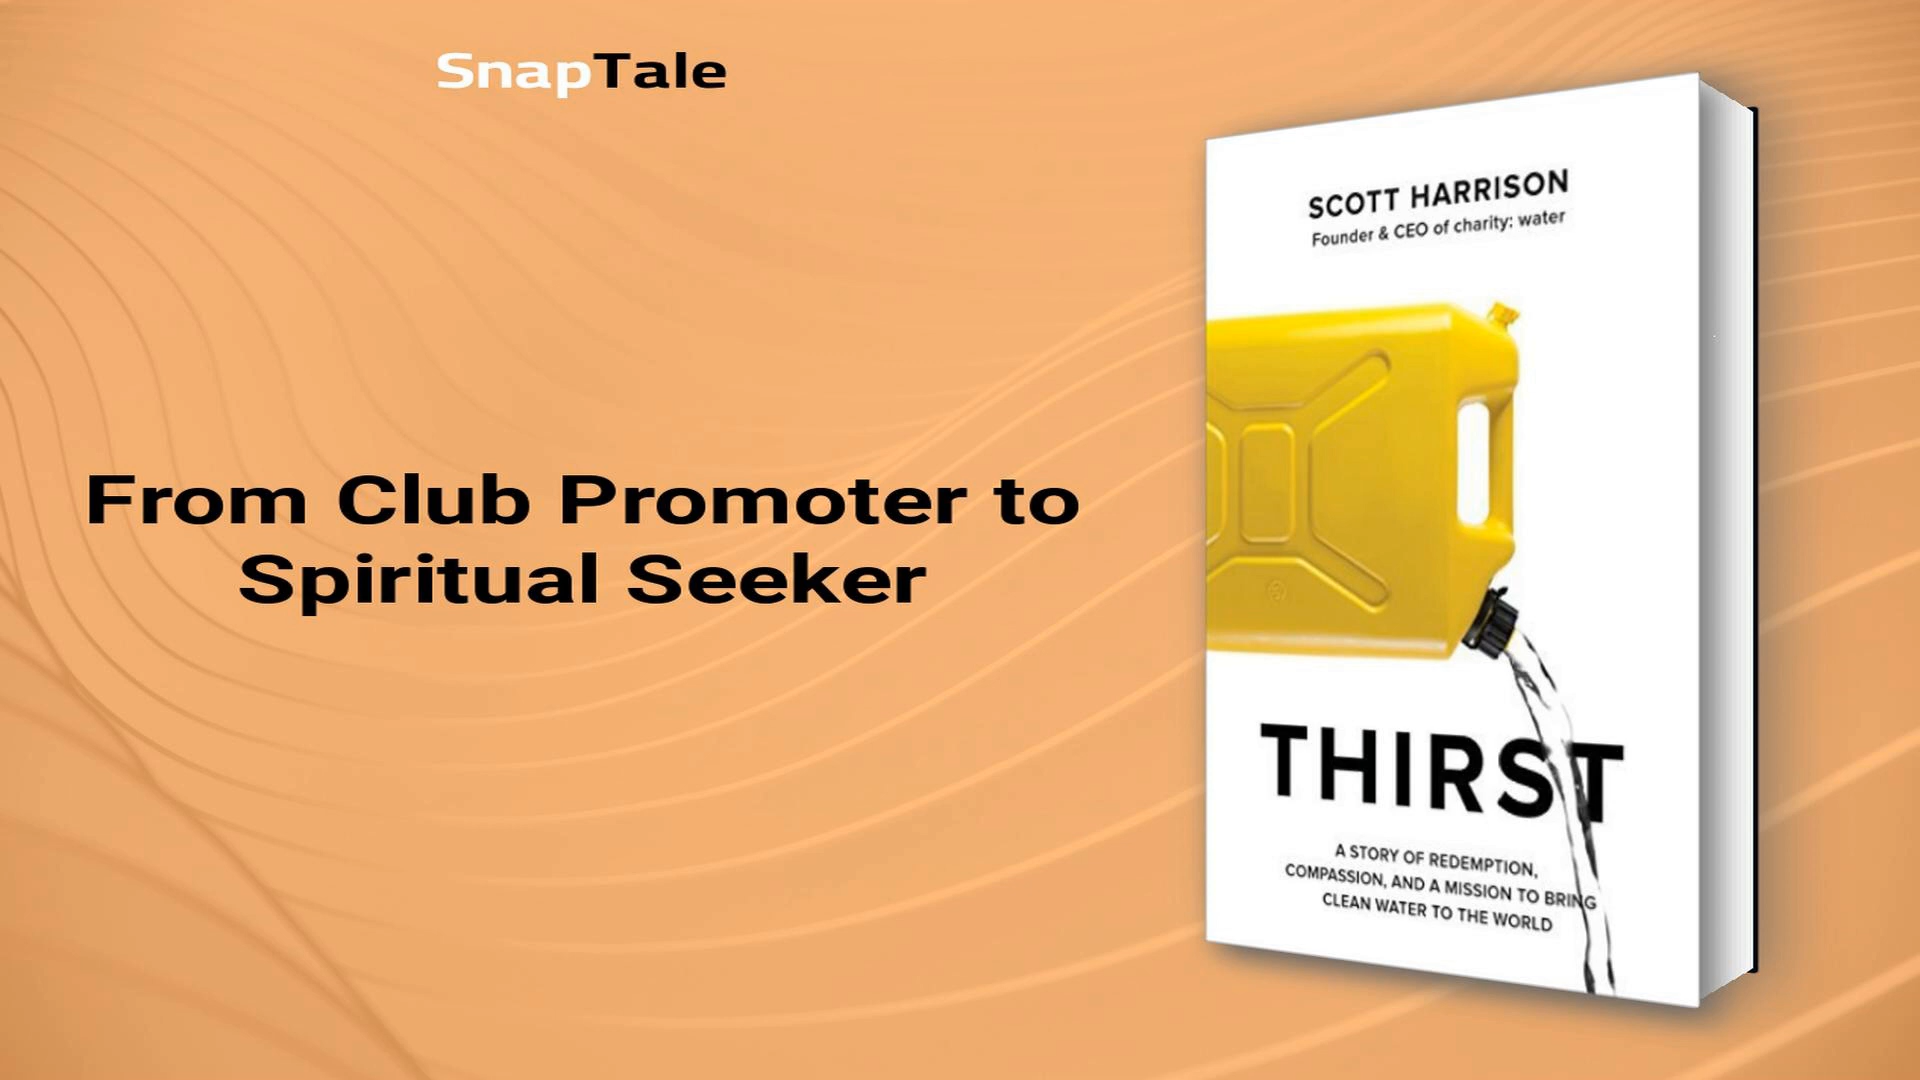 SnapTale
From Club Promoter to
Spiritual Seeker
SCOTT HARRISON
Founder & CEO of charity: water
THIRST
A STORY OF REDEMPTION,
COMPASSION, AND A MISSION TO BRING
CLEAN WATER TO THE WORLD